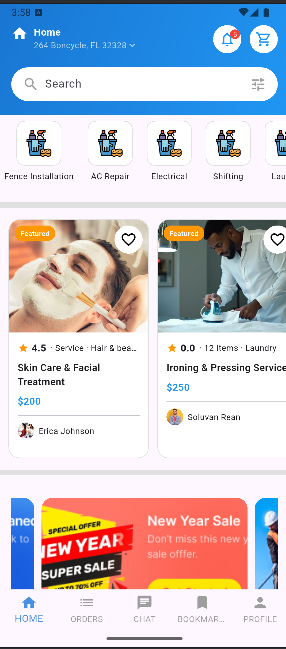 3:58
Home
264 Boncycle, FL 32328
Search
Fence Installation
AC Repair
Electrical
Shifting
Lau
Featured
Featured
4.5 · Service · Hair & bea...
0.0 · 12 Items · Laundry
Skin Care & Facial
Treatment
Ironing & Pressing Service
$200
$250
Erica Johnson
Soluvan Rean
SPECIAL OFFER
NEW YEAR
SUPER SALE
UP TO 70% OFF
New Year Sale
Don't miss this new y
sale offfer.
HOME
ORDERS
CHAT
BOOKMAR...
PROFILE